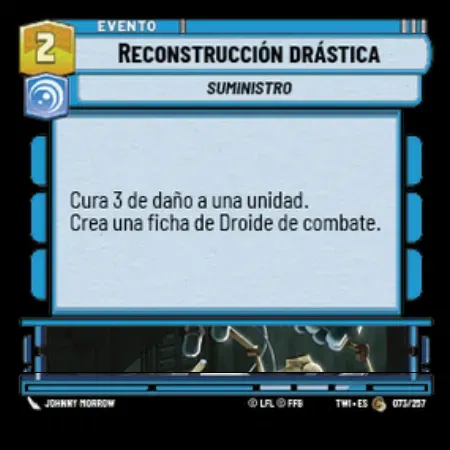 EVENTO
2
RECONSTRUCCIÓN DRÁSTICA
SUMINISTRO
Cura 3 de daño a una unidad.
Crea una ficha de Droide de combate.
JOHNNY MORROW
© LFL © FFG
TWI • ES
073/257